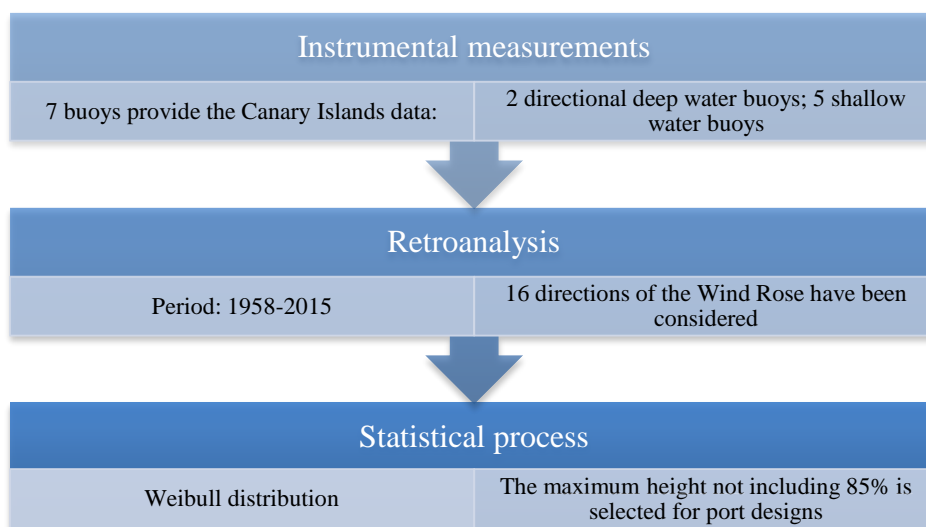 Instrumental measurements
7 buoys provide the Canary Islands data:
2 directional deep water buoys; 5 shallow
water buoys
Retroanalysis
Period: 1958-2015
16 directions of the Wind Rose have been
considered
Statistical process
Weibull distribution
The maximum height not including 85% is
selected for port designs